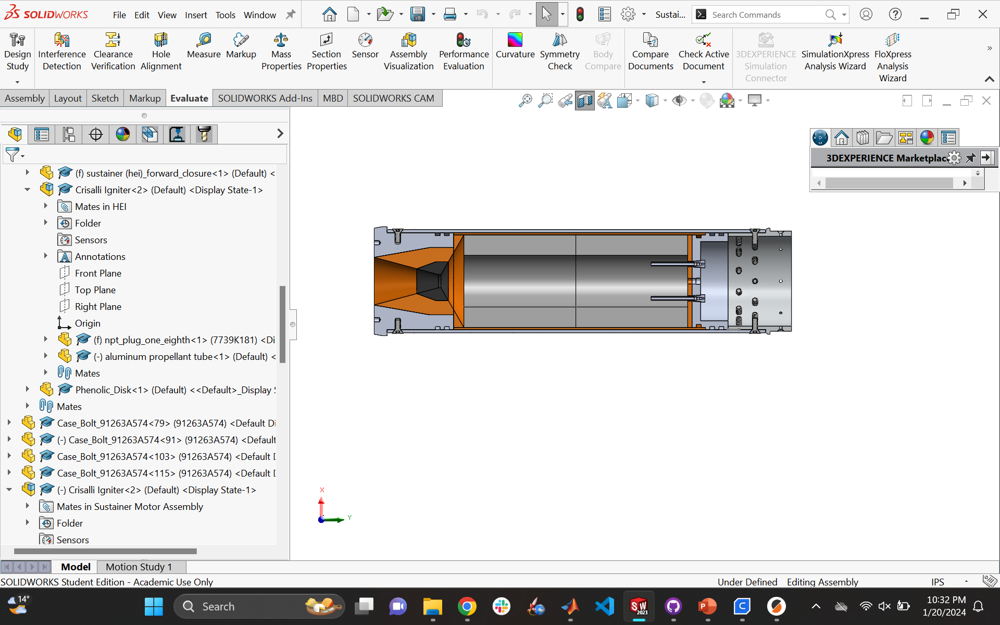 SOLIDWORKS
File Edit View Insert Tools Window
Sustai...
Search Commands
Design Study
Interference Detection
Clearance Verification
Hole Alignment
Measure
Markup
Mass Properties
Section Properties
Sensor
Assembly Visualization
Performance Evaluation
Curvature
Symmetry Check
Body Compare
Compare Documents
Check Active Document
3DEXPERIENCE Simulation Connector
SimulationXpress Analysis Wizard
FloXpress Analysis Wizard
Assembly Layout Sketch Markup Evaluate SOLIDWORKS Add-Ins MBD SOLIDWORKS CAM
3DEXPERIENCE Marketplac
(f) sustainer (hei)_forward_closure<1> (Default) <
Crisalli Igniter<2> (Default) <Display State-1>
Mates in HEI
Folder
Sensors
Annotations
Front Plane
Top Plane
Right Plane
Origin
(f) npt_plug_one_eighth<1> (7739K181) <Di
(-) aluminum propellant tube<1> (Default) <
Mates
Phenolic_Disk<1> (Default) <<Default>_Display S
Mates
Case_Bolt_91263A574<79> (91263A574) <Default Di
(-) Case_Bolt_91263A574<91> (91263A574) <Default
Case_Bolt_91263A574<103> (91263A574) <Default D
Case_Bolt_91263A574<115> (91263A574) <Default D
(-) Crisalli Igniter<2> (Default) <Display State-1>
Mates in Sustainer Motor Assembly
Folder
Sensors
X
Y
Model Motion Study 1
SOLIDWORKS Student Edition - Academic Use Only
Under Defined Editing Assembly IPS
14°
Search
SW 2023
10:32 PM
1/20/2024